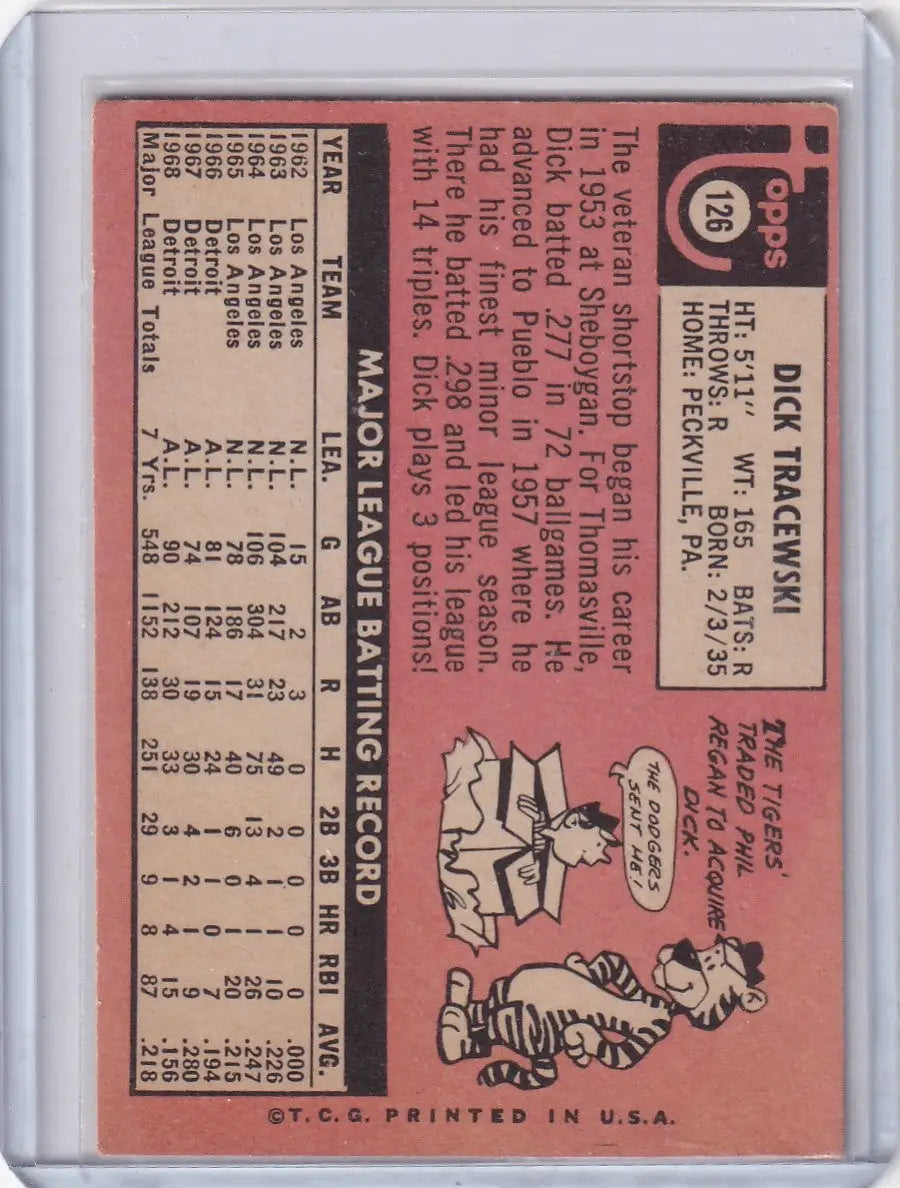 Topps
126
DICK TRACEWSKI
HT: 5'11" WT: 165 BATS: R
THROWS: R BORN: 2/3/35
HOME: PECKVILLE, PA.
The veteran shortstop began his career
in 1953 at Sheboygan. For Thomasville,
Dick batted .277 in 72 ballgames. He
advanced to Pueblo in 1957 where he
had his finest minor league season.
There he batted .298 and led his league
with 14 triples. Dick plays 3 positions!
THE TIGERS'
TRADED PHIL
REGAN TO ACQUIRE
DICK.
THE DODGERS
SENT ME!
MAJOR LEAGUE BATTING RECORD
YEAR TEAM LEA. G AB R H 2B 3B HR RBI AVG.
1962 Los Angeles N.L. 15 2 3 0 0 0 0 0 .000
1963 Los Angeles N.L. 104 217 23 49 2 1 1 10 .226
1964 Los Angeles N.L. 106 304 31 75 13 4 1 26 .247
1965 Los Angeles N.L. 78 186 17 40 6 0 1 20 .215
1966 Detroit A.L. 81 124 15 24 1 1 0 7 .194
1967 Detroit A.L. 74 107 19 30 4 2 1 9 .280
1968 Detroit A.L. 90 212 30 33 3 1 4 15 .156
Major League Totals 7 Yrs. 548 1152 138 251 29 9 8 87 .218
©T.C.G. PRINTED IN U.S.A.